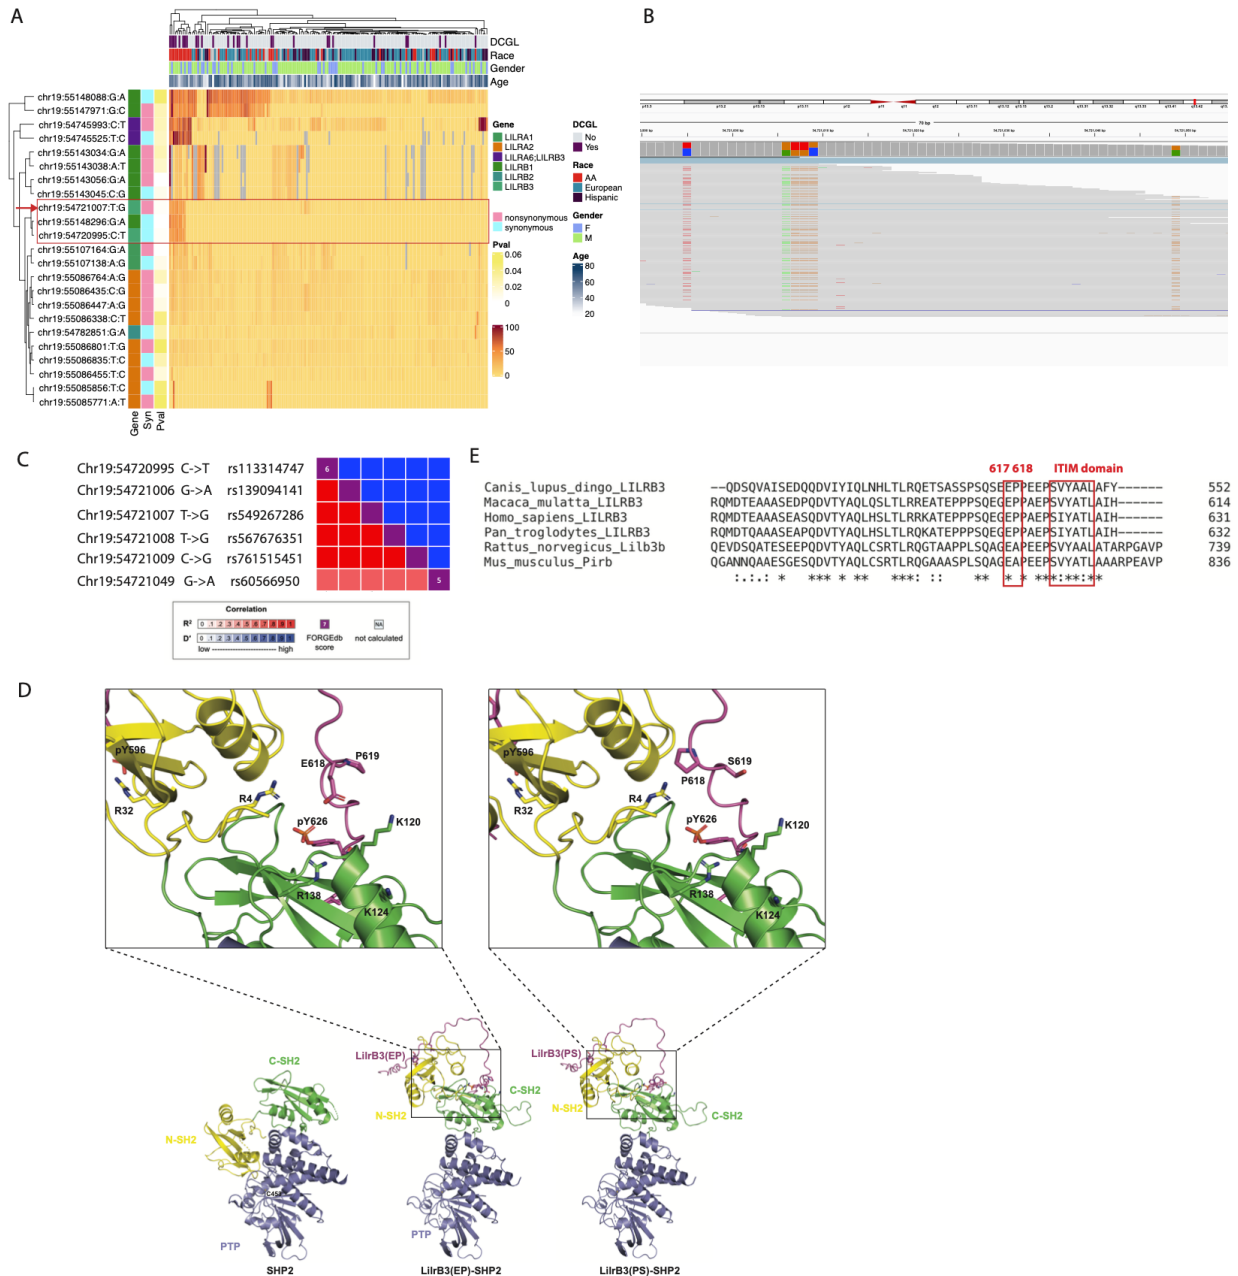 A
DCGL
Race
Gender
Age
chr19:55148088:G:A
chr19:55147971:G:C
chr19:54745993:C:T
chr19:54745525:T:C
chr19:55143034:G:A
chr19:55143038:A:T
chr19:55143056:G:A
chr19:55143045:C:G
chr19:54721007:T:G
chr19:55148296:G:A
chr19:54720995:C:T
chr19:55107164:G:A
chr19:55107138:A:G
chr19:55086764:A:G
chr19:55086435:C:G
chr19:55086447:A:G
chr19:55086338:C:T
chr19:54782851:G:A
chr19:55086801:T:G
chr19:55086835:T:C
chr19:55086455:T:C
chr19:55085856:T:C
chr19:55085771:A:T
Gene
Syn
Pval
Gene
LILRA1
LILRA2
LILRA6;LILRB3
LILRB1
LILRB2
LILRB3
nonsynonymous
synonymous
Pval
0.06
0.04
0.02
0
100
50
0
DCGL
No
Yes
Race
AA
European
Hispanic
Gender
F
M
Age
80
60
40
20
B
C
Chr19:54720995 C->T rs113314747
Chr19:54721006 G->A rs139094141
Chr19:54721007 T->G rs549267286
Chr19:54721008 T->G rs567676351
Chr19:54721009 C->G rs761515451
Chr19:54721049 G->A rs60566950
6
5
Correlation
R²
D'
low
high
7
FORGEdb
score
NA
not calculated
E
617 618 ITIM domain
Canis_lupus_dingo_LILRB3 --QDSQVAISEDQQDVIYIQLNHLTLRQETSASSPSQSEGEPPAEPSVYAALAFY------ 552
Macaca_mulatta_LILRB3 RQMDTEAAASEASQDVTYAQLQSLTLRREATEPPPSQEGEPPAEPSIYATLAIH------ 614
Homo_sapiens_LILRB3 RQMDTEAAASEAPQDVTYAQLHSLTLRRKATEPPPSQEGEPPAEPSIYATLAIH------ 631
Pan_troglodytes_LILRB3 RQMDTQAAASEAPQDVTYAQLHSLTLRRKATEPPPSQEGEPPAEPSIYATLAIH------ 632
Rattus_norvegicus_Lilb3b QEVDSQATESEEPQDVTYAQLCSRTLRQGTAAPPLSQAGEAPEEPSVYAALATARPGAVP 739
Mus_musculus_Pirb QGANNQAAESGESQDVTYAQLCSRTLRQGAAASPLSQAGEAPEEPSVYATLAAARPEAVP 836
D
pY596
R32
R4
E618
P619
pY626
K120
R138
K124
pY596
R32
R4
P618
S619
pY626
K120
R138
K124
C-SH2
N-SH2
PTP
SHP2
LilrB3(EP)
N-SH2
C-SH2
PTP
LilrB3(EP)-SHP2
LilrB3(PS)
N-SH2
C-SH2
LilrB3(PS)-SHP2